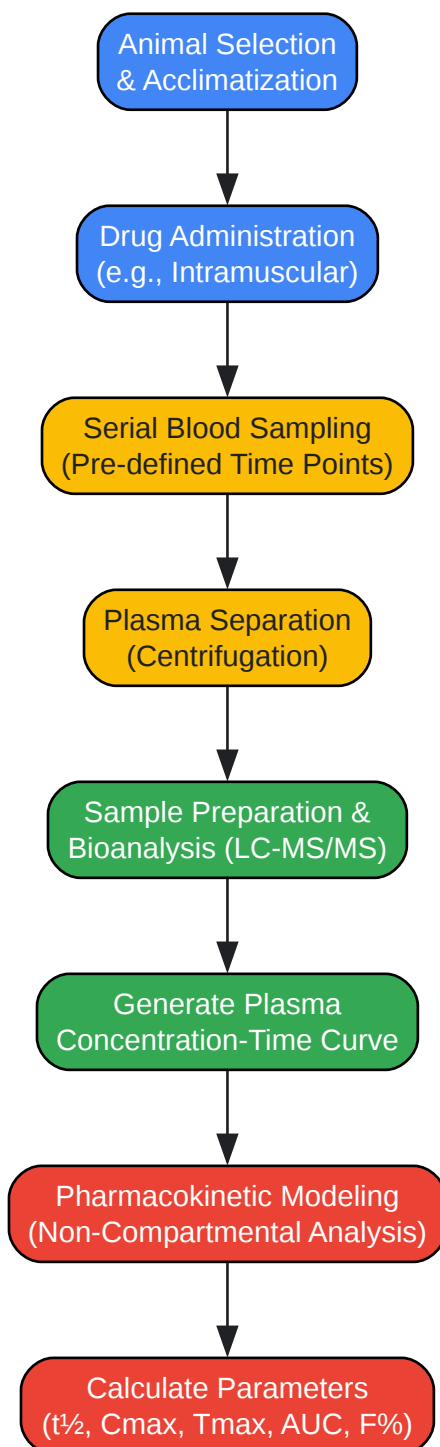 Animal Selection
& Acclimatization
Drug Administration
(e.g., Intramuscular)
Serial Blood Sampling
(Pre-defined Time Points)
Plasma Separation
(Centrifugation)
Sample Preparation &
Bioanalysis (LC-MS/MS)
Generate Plasma
Concentration-Time Curve
Pharmacokinetic Modeling
(Non-Compartmental Analysis)
Calculate Parameters
(t½, Cmax, Tmax, AUC, F%)